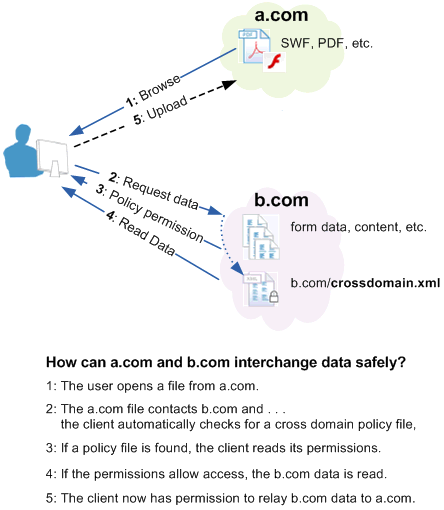 a.com
SWF, PDF, etc.
1: Browse
5: Upload
2: Request data
3: Policy permission
4: Read Data
b.com
form data, content, etc.
b.com/crossdomain.xml
How can a.com and b.com interchange data safely?
1: The user opens a file from a.com.
2: The a.com file contacts b.com and . . .
the client automatically checks for a cross domain policy file,
3: If a policy file is found, the client reads its permissions.
4: If the permissions allow access, the b.com data is read.
5: The client now has permission to relay b.com data to a.com.